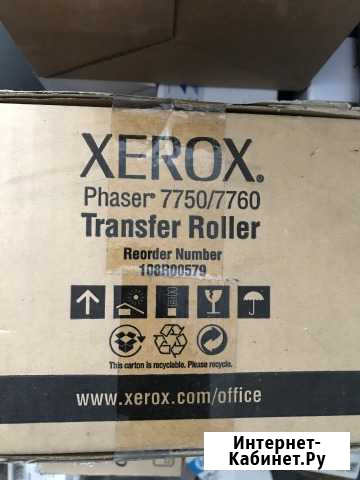 XEROX®
Phaser® 7750/7760
Transfer Roller
Reorder Number
108R00579
This carton is recyclable. Please recycle.
www.xerox.com/office
Интернет-
Кабинет.Ру